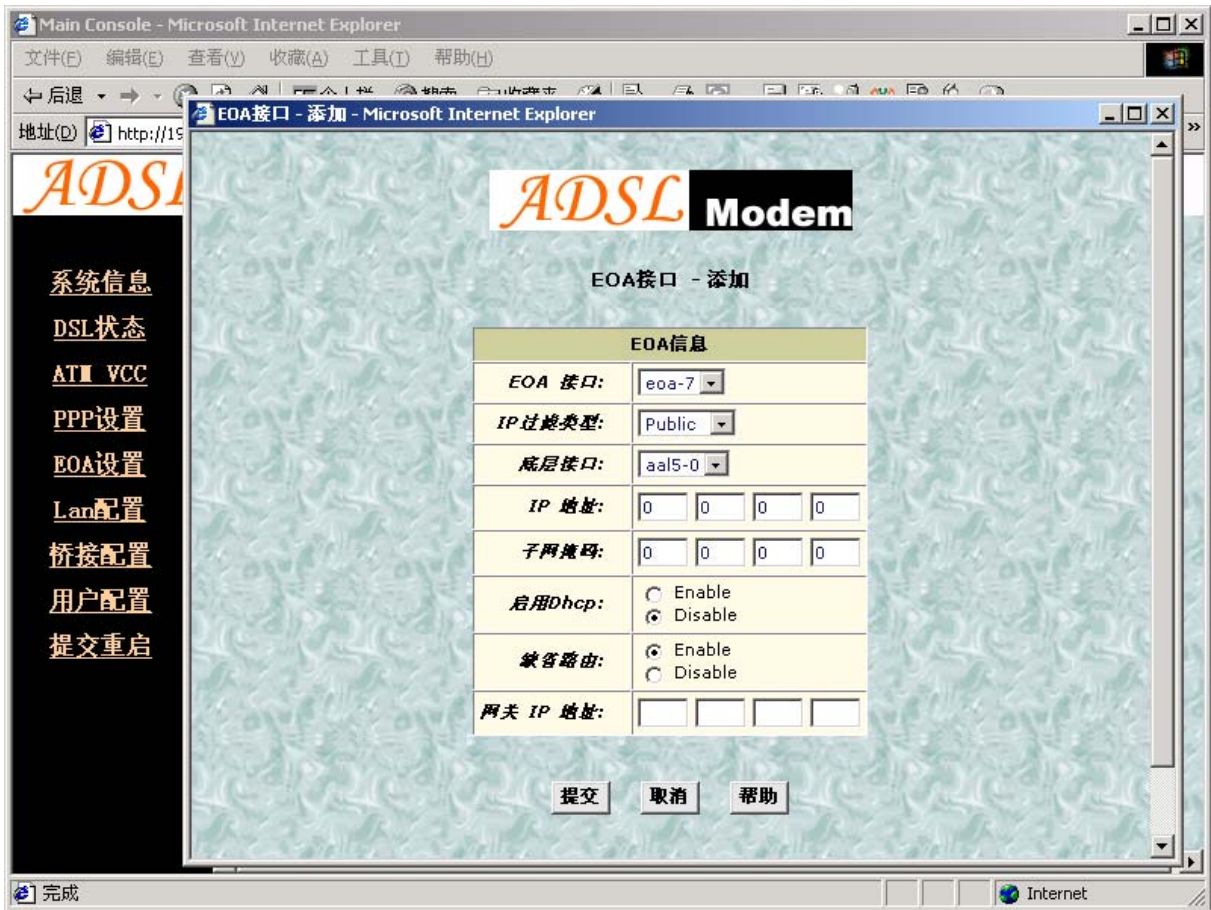 Main Console - Microsoft Internet Explorer
文件(F) 编辑(E) 查看(V) 收藏(A) 工具(T) 帮助(H)
后退
地址(D) http://19
EOA接口 - 添加 - Microsoft Internet Explorer
ADSL Modem
系统信息
DSL状态
ATM VCC
PPP设置
EOA设置
Lan配置
桥接配置
用户配置
提交重启
EOA接口 - 添加
EOA信息
EOA 接口: eoa-7
IP过滤类型: Public
底层接口: aal5-0
IP 地址: 0 0 0 0
子网掩码: 0 0 0 0
启用Dhcp: Enable
Disable
缺省路由: Enable
Disable
网关 IP 地址:
提交 取消 帮助
完成 Internet